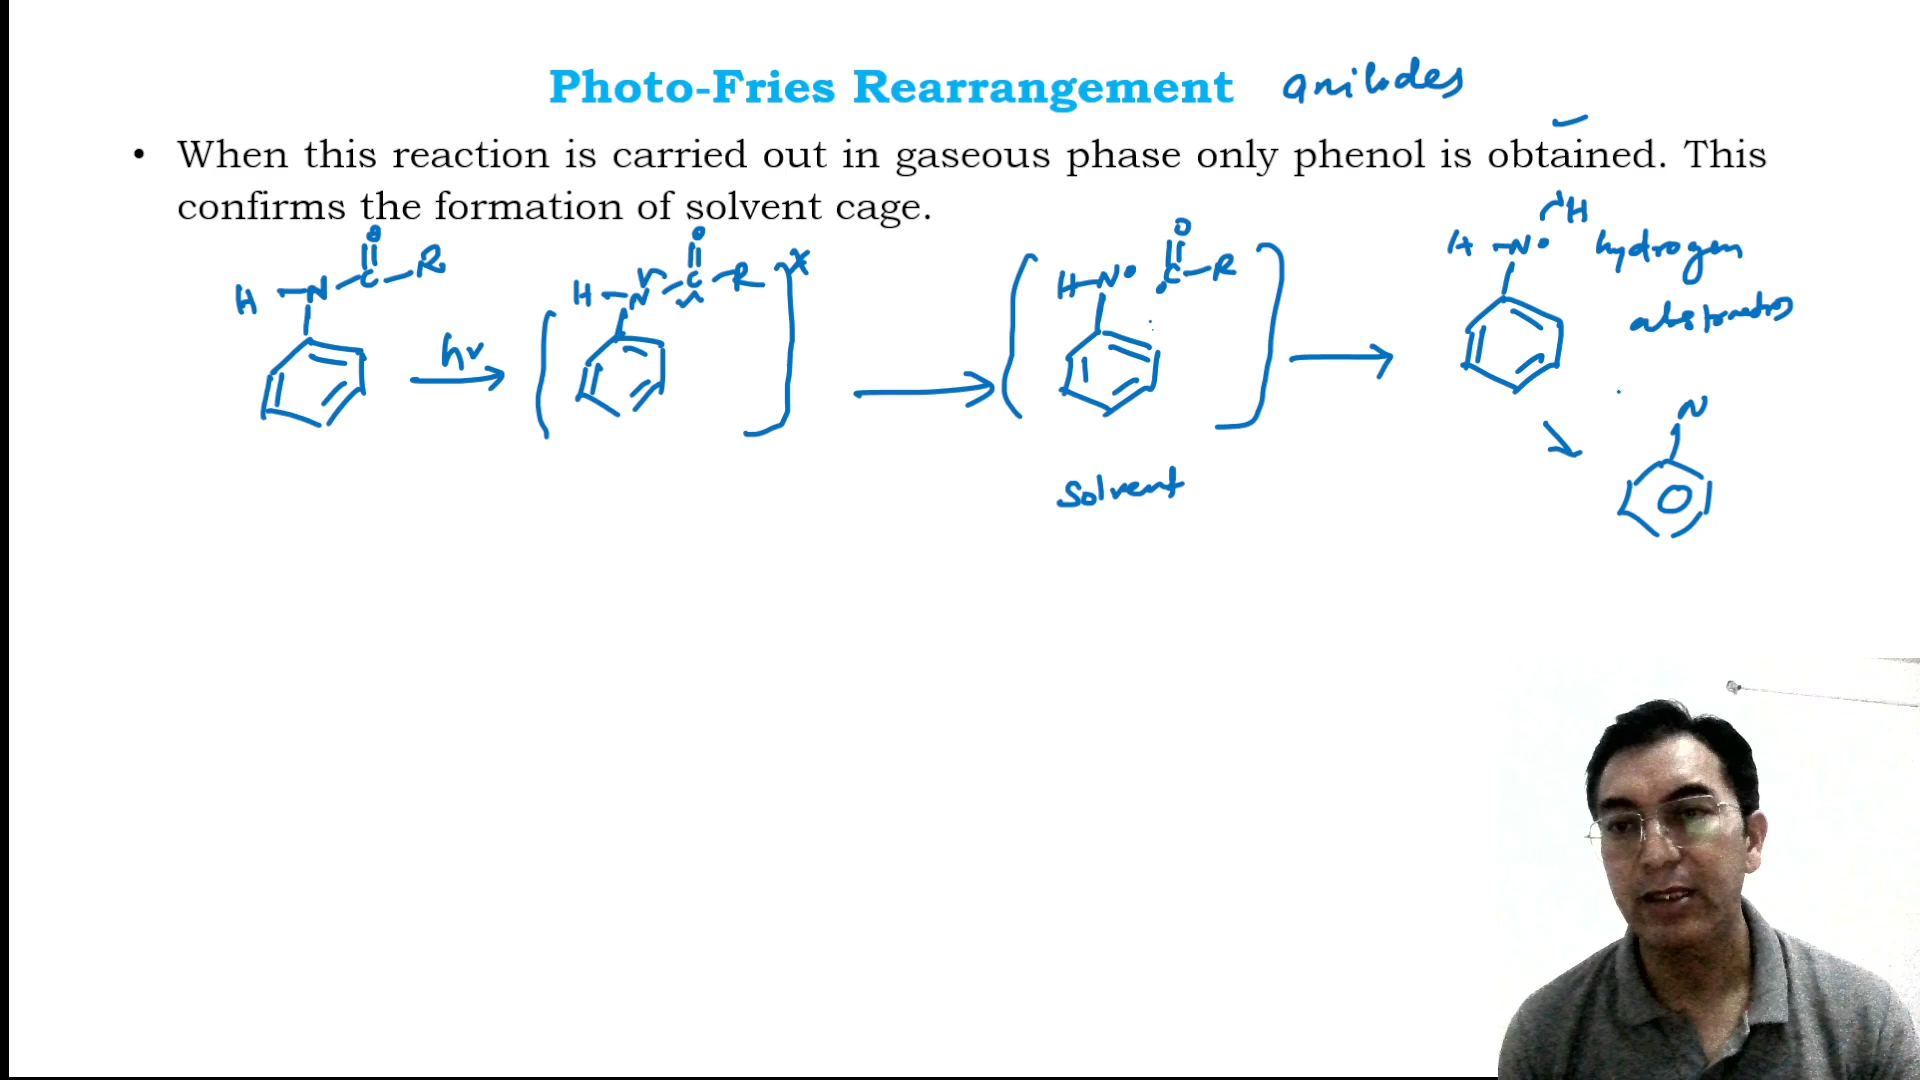 Photo-Fries Rearrangement anilides
• When this reaction is carried out in gaseous phase only phenol is obtained. This
confirms the formation of solvent cage.
H - N - C - R
O
hν
H - N - C - R
O
*
H - N• •C - R
O
H - N• H hydrogen
abstraction
N
solvent